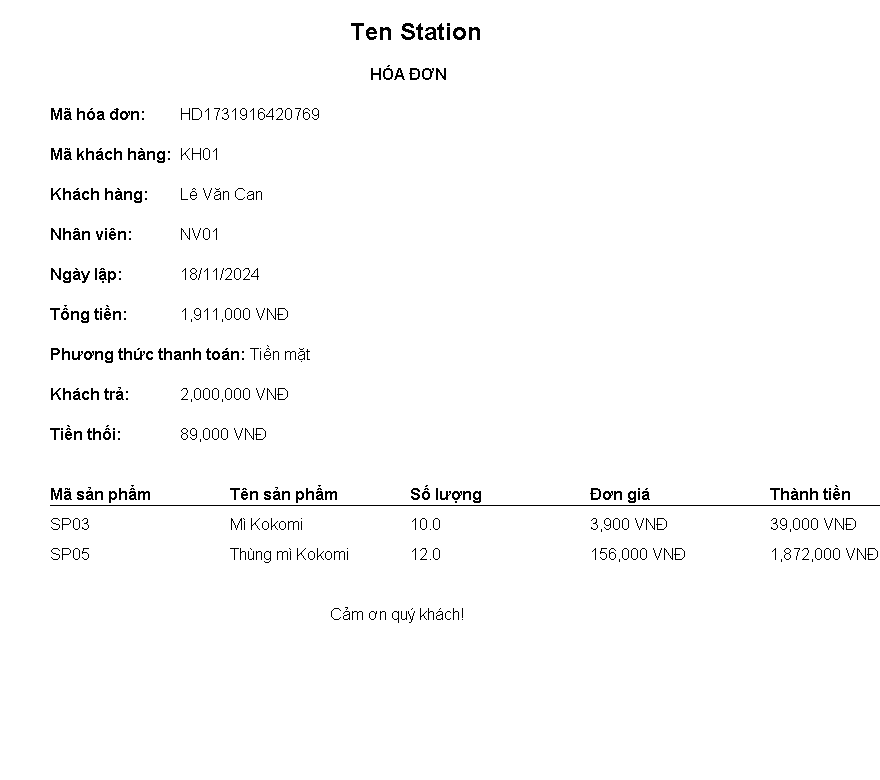 Ten Station
HÓA ĐƠN
Mã hóa đơn: HD1731916420769
Mã khách hàng: KH01
Khách hàng: Lê Văn Can
Nhân viên: NV01
Ngày lập: 18/11/2024
Tổng tiền: 1,911,000 VNĐ
Phương thức thanh toán: Tiền mặt
Khách trả: 2,000,000 VNĐ
Tiền thối: 89,000 VNĐ
Mã sản phẩm Tên sản phẩm Số lượng Đơn giá Thành tiền
SP03 Mì Kokomi 10.0 3,900 VNĐ 39,000 VNĐ
SP05 Thùng mì Kokomi 12.0 156,000 VNĐ 1,872,000 VNĐ
Cảm ơn quý khách!